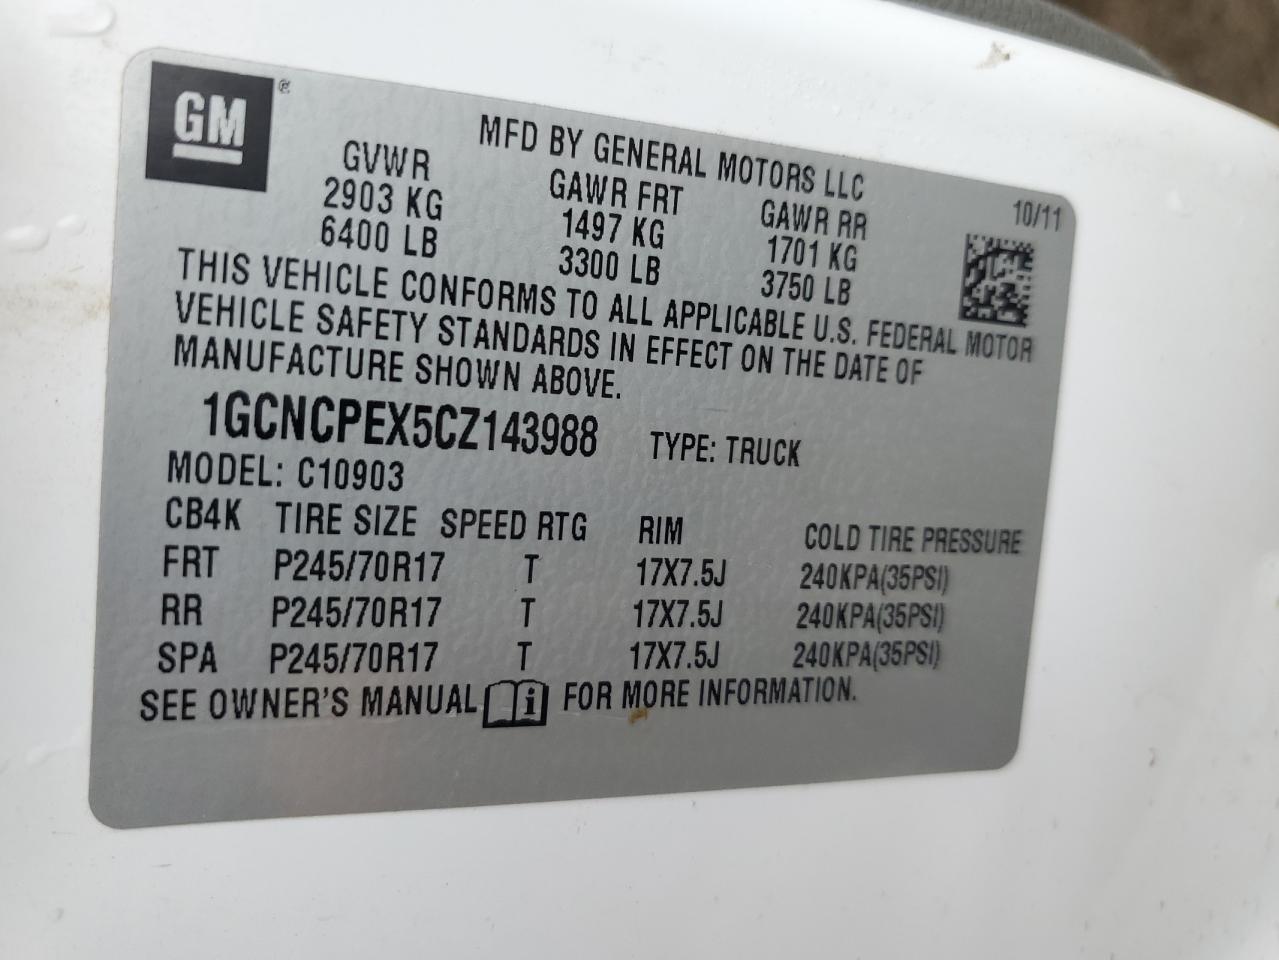 GM ®
MFD BY GENERAL MOTORS LLC
10/11
GVWR GAWR FRT GAWR RR
2903 KG 1497 KG 1701 KG
6400 LB 3300 LB 3750 LB
THIS VEHICLE CONFORMS TO ALL APPLICABLE U.S. FEDERAL MOTOR
VEHICLE SAFETY STANDARDS IN EFFECT ON THE DATE OF
MANUFACTURE SHOWN ABOVE.
1GCNCPEX5CZ143988 TYPE: TRUCK
MODEL: C10903
CB4K TIRE SIZE SPEED RTG RIM COLD TIRE PRESSURE
FRT P245/70R17 T 17X7.5J 240KPA(35PSI)
RR P245/70R17 T 17X7.5J 240KPA(35PSI)
SPA P245/70R17 T 17X7.5J 240KPA(35PSI)
SEE OWNER'S MANUAL i FOR MORE INFORMATION.